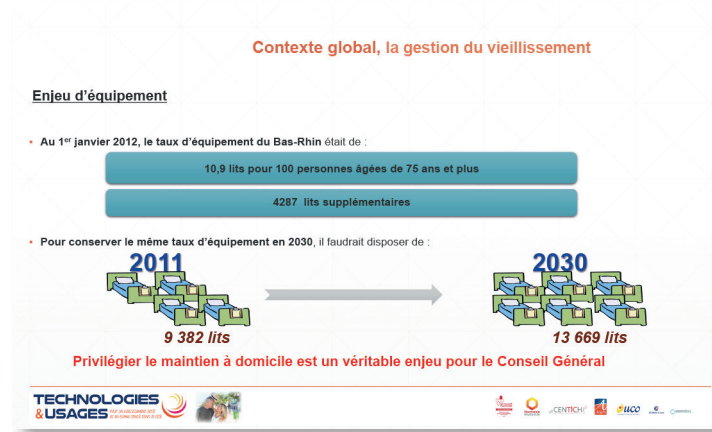 Contexte global, la gestion du vieillissement
Enjeu d'équipement
• Au 1er janvier 2012, le taux d'équipement du Bas-Rhin était de :
10,9 lits pour 100 personnes âgées de 75 ans et plus
4287 lits supplémentaires
• Pour conserver le même taux d'équipement en 2030, il faudrait disposer de :
2011
2030
9 382 lits
13 669 lits
Privilégier le maintien à domicile est un véritable enjeu pour le Conseil Général
TECHNOLOGIES
& USAGES
CENTICH
UCO